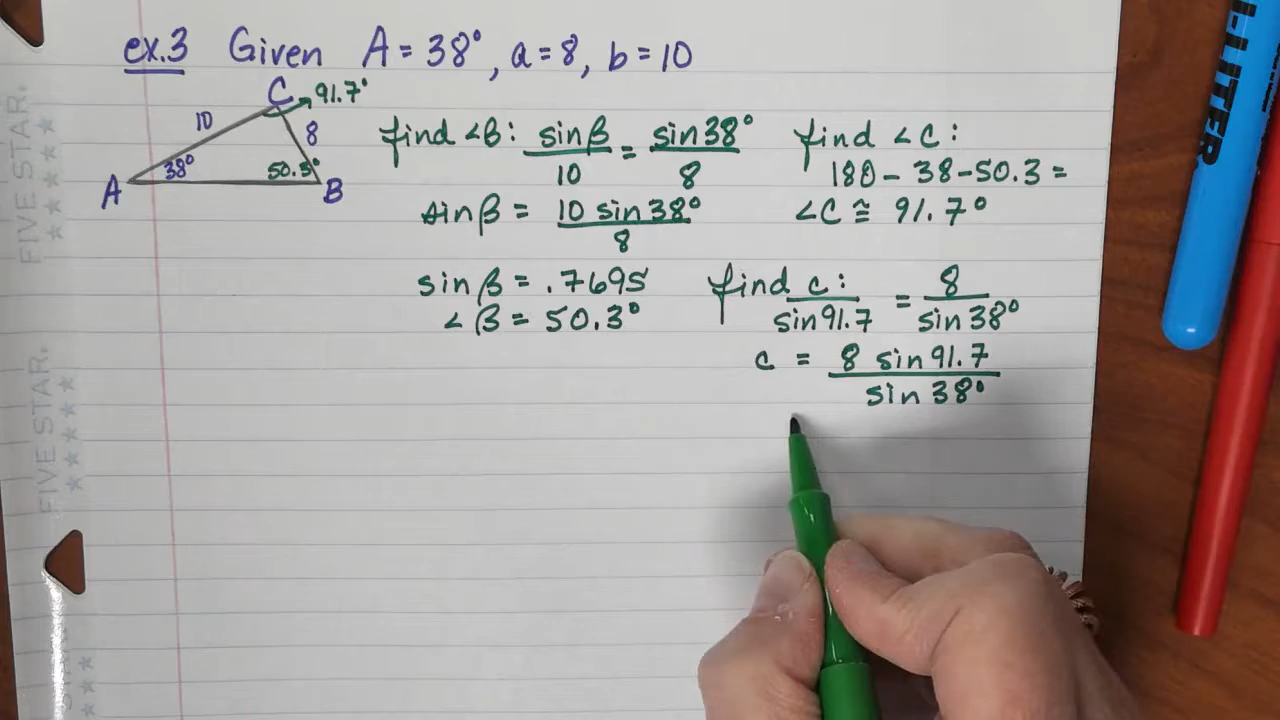 ex.3 Given A = 38°, a = 8, b = 10
C 91.7°
10
8
38°
50.3°
A
B
find ∠B: sinβ/10 = sin38°/8
sinβ = 10 sin38°/8
sinβ = .7695
∠β = 50.3°
find ∠C:
180 - 38 - 50.3 =
∠C ≅ 91.7°
find c: /sin91.7 = 8/sin38°
c = 8 sin91.7/sin38°
FIVE STAR.
FIVE STAR.
HI-LITER